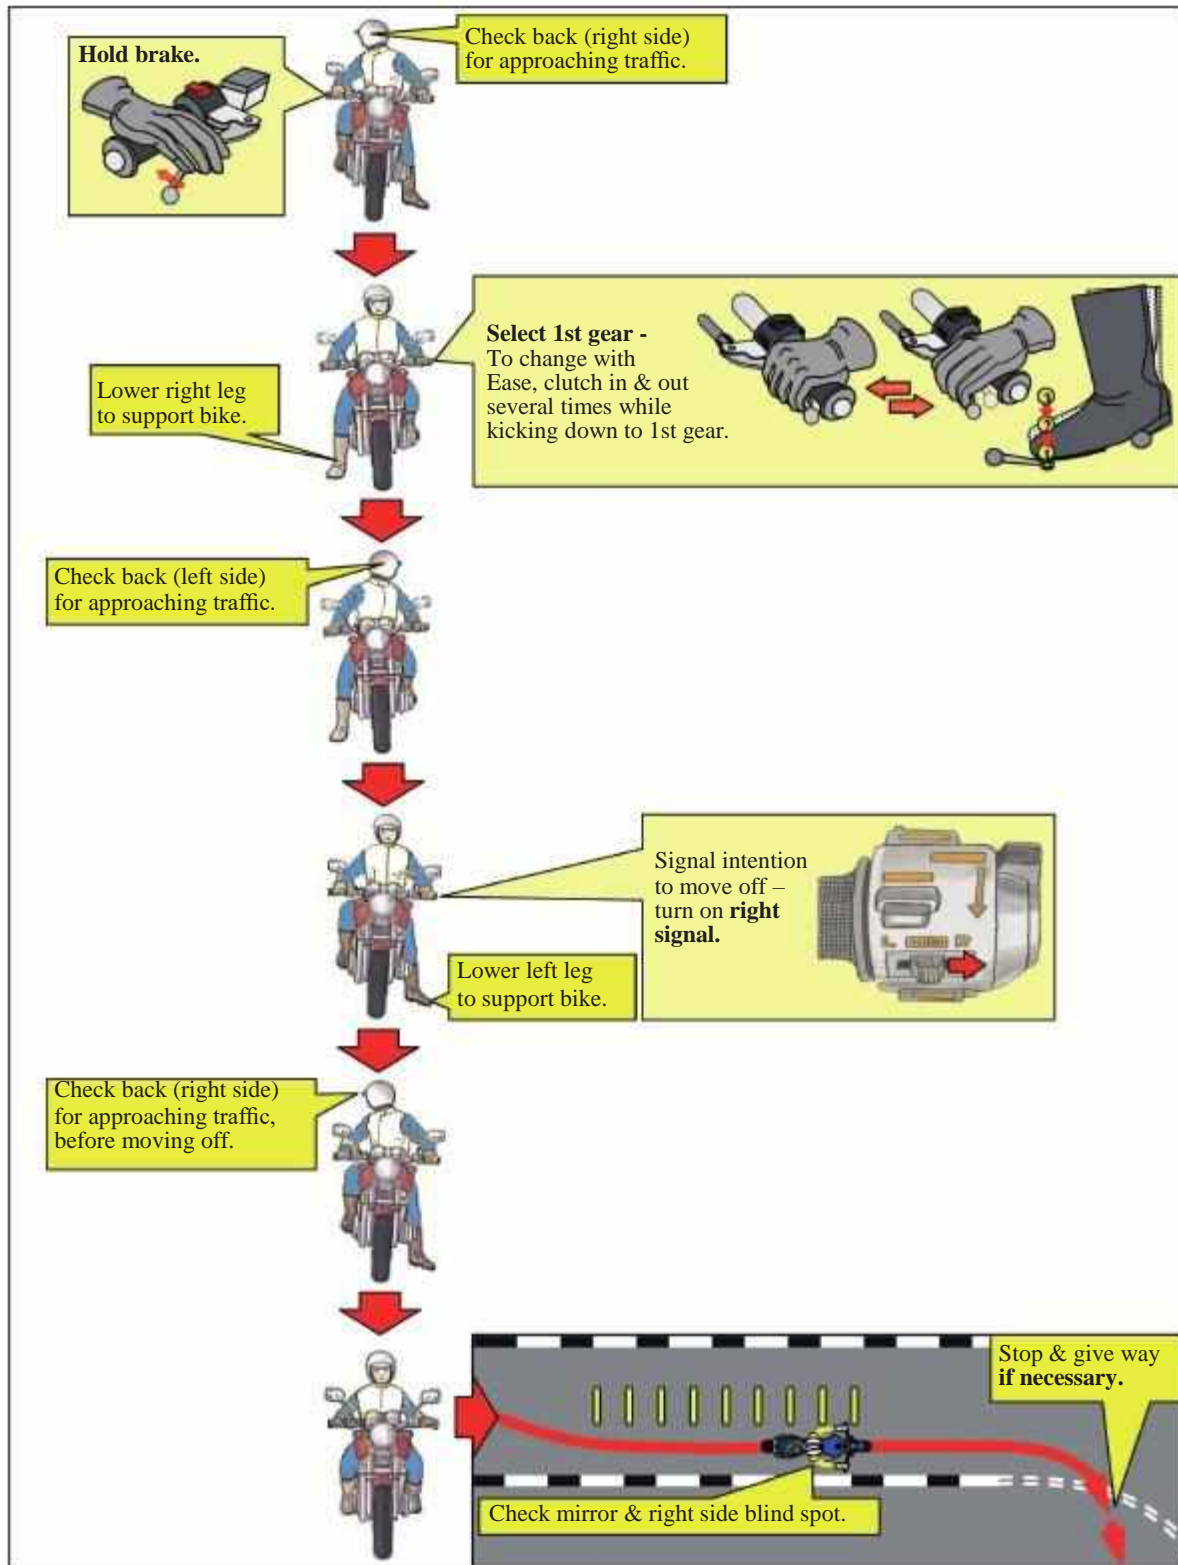 Hold brake.
Check back (right side)
for approaching traffic.
Select 1st gear -
To change with
Ease, clutch in & out
several times while
kicking down to 1st gear.
Lower right leg
to support bike.
Check back (left side)
for approaching traffic.
Signal intention
to move off –
turn on right
signal.
Lower left leg
to support bike.
Check back (right side)
for approaching traffic,
before moving off.
Stop & give way
if necessary.
Check mirror & right side blind spot.